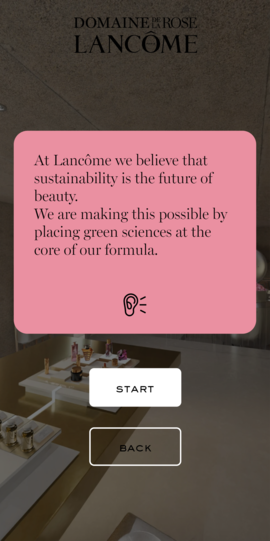 DOMAINE DE LA ROSE
LANCÔME
At Lancôme we believe that
sustainability is the future of
beauty.
We are making this possible by
placing green sciences at the
core of our formula.
START
BACK